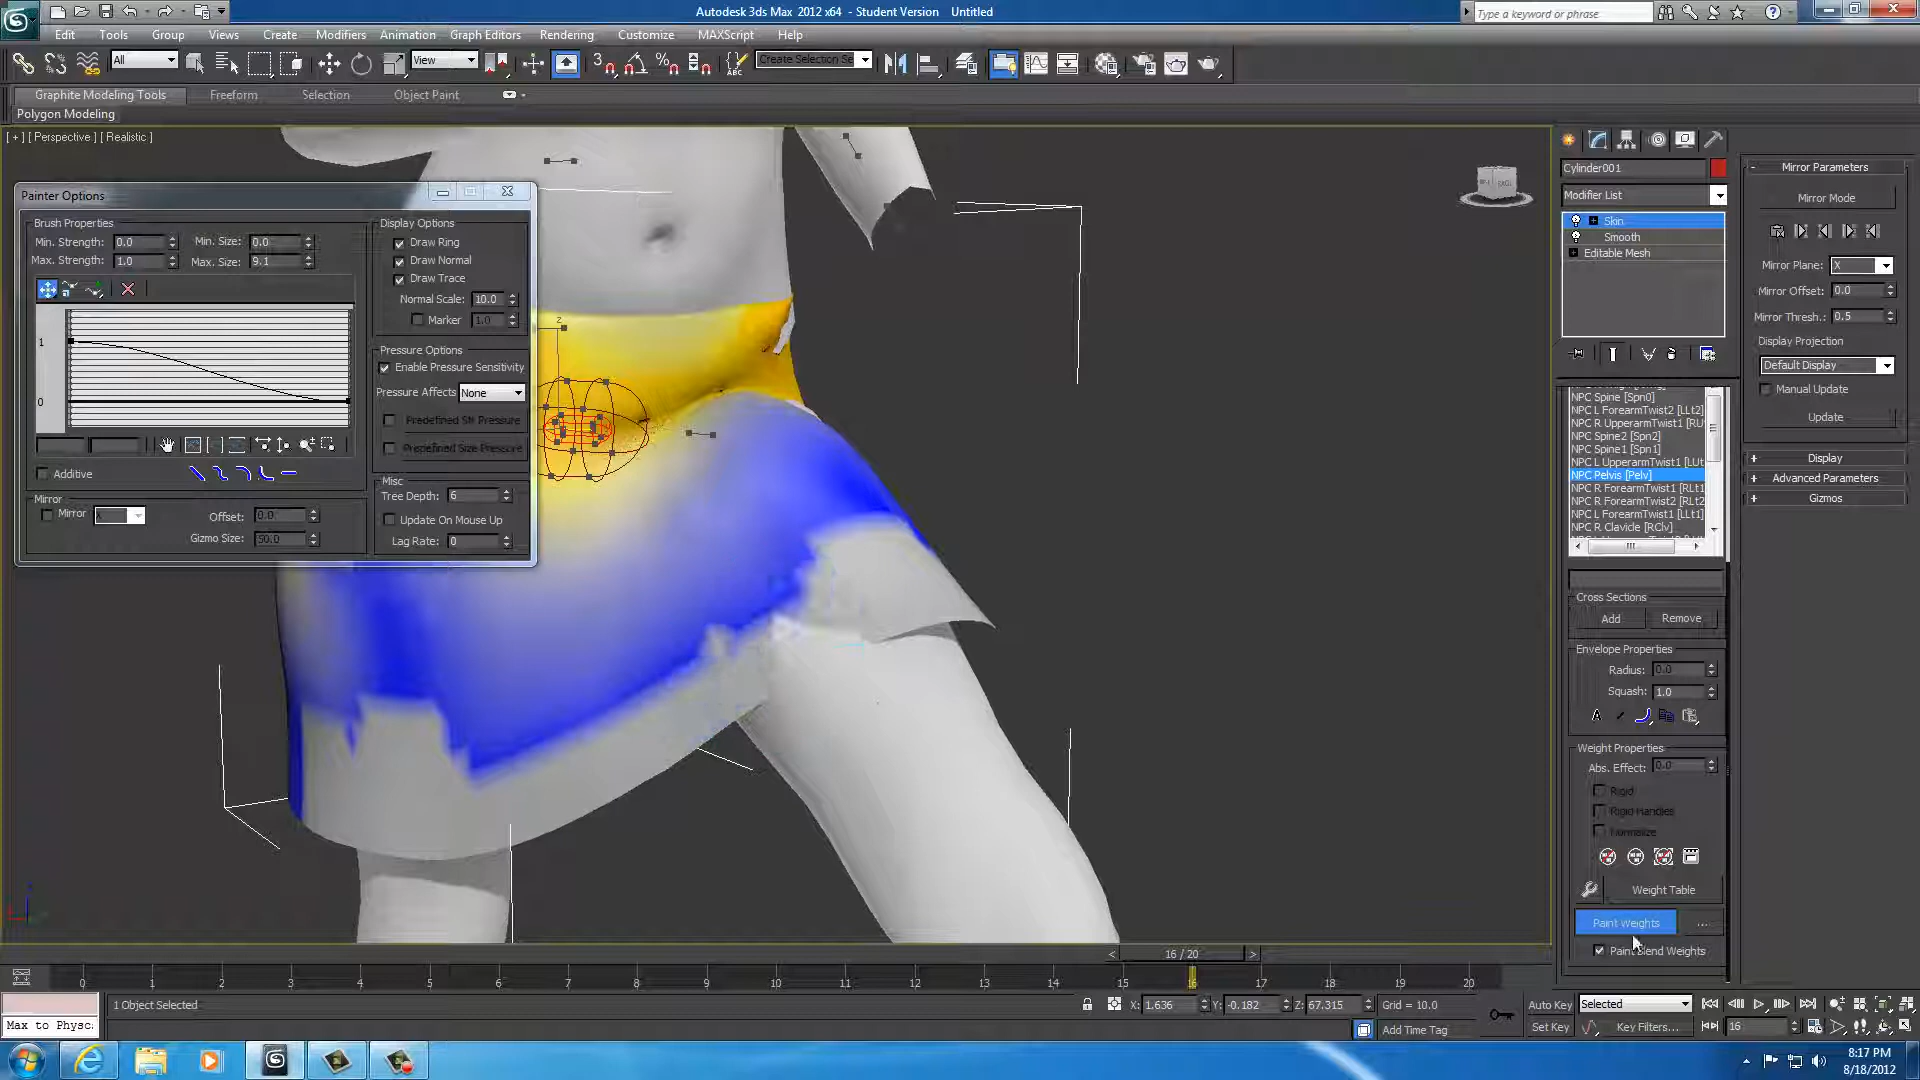 Autodesk 3ds Max 2012 x64 - Student Version Untitled
Type a keyword or phrase
Edit Tools Group Views Create Modifiers Animation Graph Editors Rendering Customize MAXScript Help
All View Create Selection Se
Graphite Modeling Tools Freeform Selection Object Paint
Polygon Modeling
[ + ] [ Perspective ] [ Realistic ]
Painter Options
Brush Properties
Min. Strength: 0.0 Min. Size: 0.0
Max. Strength: 1.0 Max. Size: 9.1
1
0
Additive
Mirror
Mirror X Offset: 0.0
Gizmo Size: 50.0
Display Options
Draw Ring
Draw Normal
Draw Trace
Normal Scale: 10.0
Marker 1.0
Pressure Options
Enable Pressure Sensitivity
Pressure Affects None
Predefined Str Pressure
Predefined Size Pressure
Misc
Tree Depth: 6
Update On Mouse Up
Lag Rate: 0
z
Cylinder001
Modifier List
Skin
Smooth
Editable Mesh
NPC Spine [Spn0]
NPC L ForearmTwist2 [LLt2]
NPC R UpperarmTwist1 [RU
NPC Spine2 [Spn2]
NPC Spine1 [Spn1]
NPC L UpperarmTwist1 [LUt
NPC Pelvis [Pelv]
NPC R ForearmTwist1 [RLt1]
NPC R ForearmTwist2 [RLt2]
NPC L ForearmTwist1 [LLt1]
NPC R Clavicle [RClv]
Cross Sections
Add Remove
Envelope Properties
Radius: 0.0
Squash: 1.0
A
Weight Properties
Abs. Effect: 0.0
Rigid
Rigid Handles
Normalize
Weight Table
Paint Weights ...
Paint Blend Weights
Mirror Parameters
Mirror Mode
Mirror Plane: X
Mirror Offset: 0.0
Mirror Thresh.: 0.5
Display Projection
Default Display
Manual Update
Update
Display
Advanced Parameters
Gizmos
< 16 / 20 >
0 1 2 3 4 5 6 7 8 9 10 11 12 13 14 15 16 17 18 19 20
1 Object Selected X: 1.636 Y: -0.182 Z: 67.315 Grid = 10.0 Auto Key Selected
Max to Physc: Add Time Tag Set Key Key Filters... 16
8:17 PM
8/18/2012